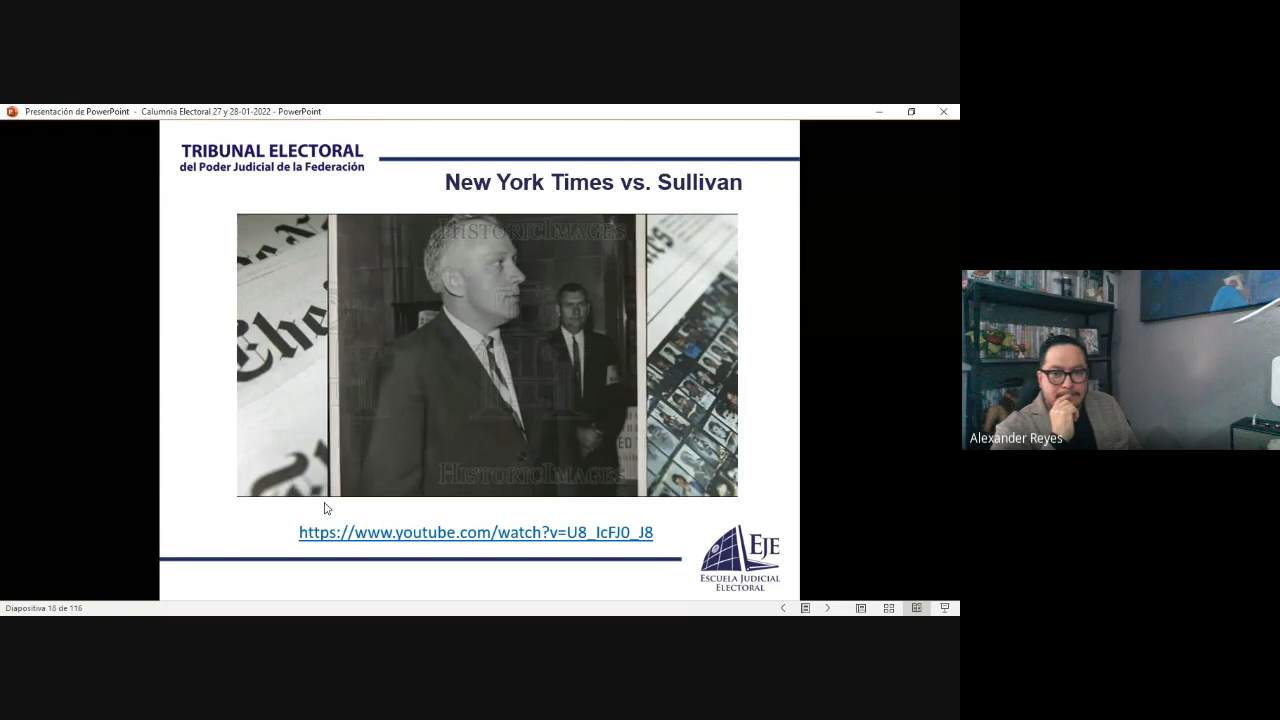 Presentación de PowerPoint - Calumnia Electoral 27 y 28-01-2022 - PowerPoint
TRIBUNAL ELECTORAL
del Poder Judicial de la Federación
New York Times vs. Sullivan
HISTORICIMAGES
The
HISTORICIMAGES
https://www.youtube.com/watch?v=U8_IcFJ0_J8
EJE
ESCUELA JUDICIAL
ELECTORAL
Alexander Reyes
Diapositiva 16 de 116